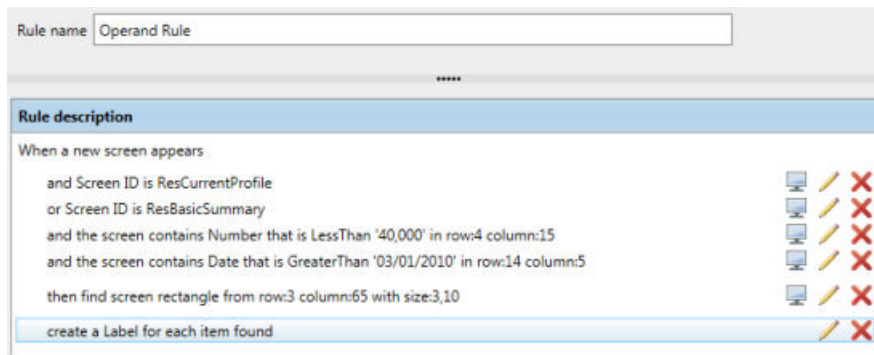 Rule name Operand Rule
Rule description
When a new screen appears
and Screen ID is ResCurrentProfile
or Screen ID is ResBasicSummary
and the screen contains Number that is LessThan '40,000' in row:4 column:15
and the screen contains Date that is GreaterThan '03/01/2010' in row:14 column:5
then find screen rectangle from row:3 column:65 with size:3,10
create a Label for each item found